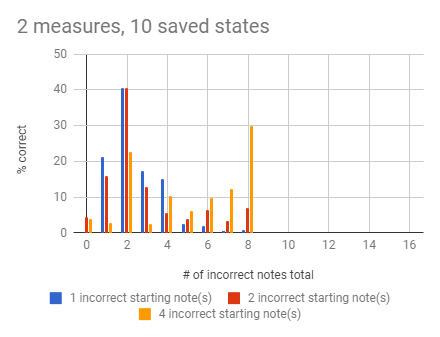 2 measures, 10 saved states
50
40
30
20
10
0
% correct
0 2 4 6 8 10 12 14 16
# of incorrect notes total
1 incorrect starting note(s) 2 incorrect starting note(s)
4 incorrect starting note(s)